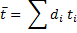 t̄ = ∑ dᵢ tᵢ